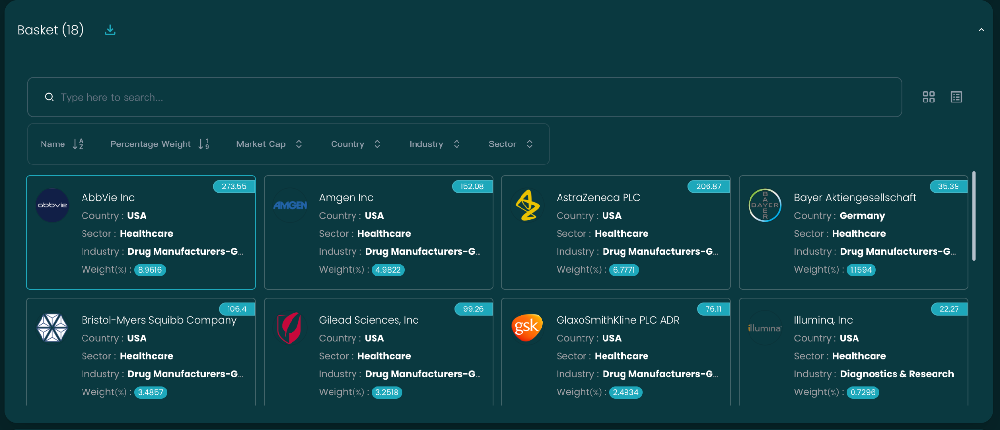 Basket (18)
Type here to search...
Name AZ Percentage Weight 19 Market Cap Country Industry Sector
273.55
abbvie
AbbVie Inc
Country : USA
Sector : Healthcare
Industry : Drug Manufacturers-G...
Weight(%) : 8.9616
152.08
AMGEN
Amgen Inc
Country : USA
Sector : Healthcare
Industry : Drug Manufacturers-G...
Weight(%) : 4.9822
206.87
AstraZeneca PLC
Country : USA
Sector : Healthcare
Industry : Drug Manufacturers-G...
Weight(%) : 6.7771
35.39
BAYER
BAYER
Bayer Aktiengesellschaft
Country : Germany
Sector : Healthcare
Industry : Drug Manufacturers-G...
Weight(%) : 1.1594
106.4
Bristol-Myers Squibb Company
Country : USA
Sector : Healthcare
Industry : Drug Manufacturers-G...
Weight(%) : 3.4857
99.26
Gilead Sciences, Inc
Country : USA
Sector : Healthcare
Industry : Drug Manufacturers-G...
Weight(%) : 3.2518
76.11
gsk
GlaxoSmithKline PLC ADR
Country : USA
Sector : Healthcare
Industry : Drug Manufacturers-G...
Weight(%) : 2.4934
22.27
illumina
Illumina, Inc
Country : USA
Sector : Healthcare
Industry : Diagnostics & Research
Weight(%) : 0.7296